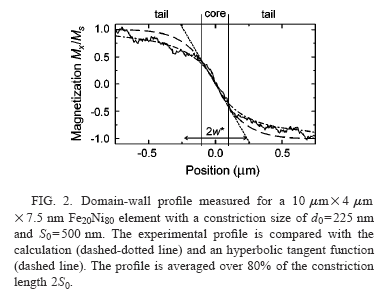 tail core tail
1.0
0.5
0.0
-0.5
-1.0
Magnetization Mx/Ms
2w*
-0.5 0.0 0.5
Position (μm)
FIG. 2. Domain-wall profile measured for a 10 μm×4 μm
×7.5 nm Fe20Ni80 element with a constriction size of d0=225 nm
and S0=500 nm. The experimental profile is compared with the
calculation (dashed-dotted line) and an hyperbolic tangent function
(dashed line). The profile is averaged over 80% of the constriction
length 2S0.